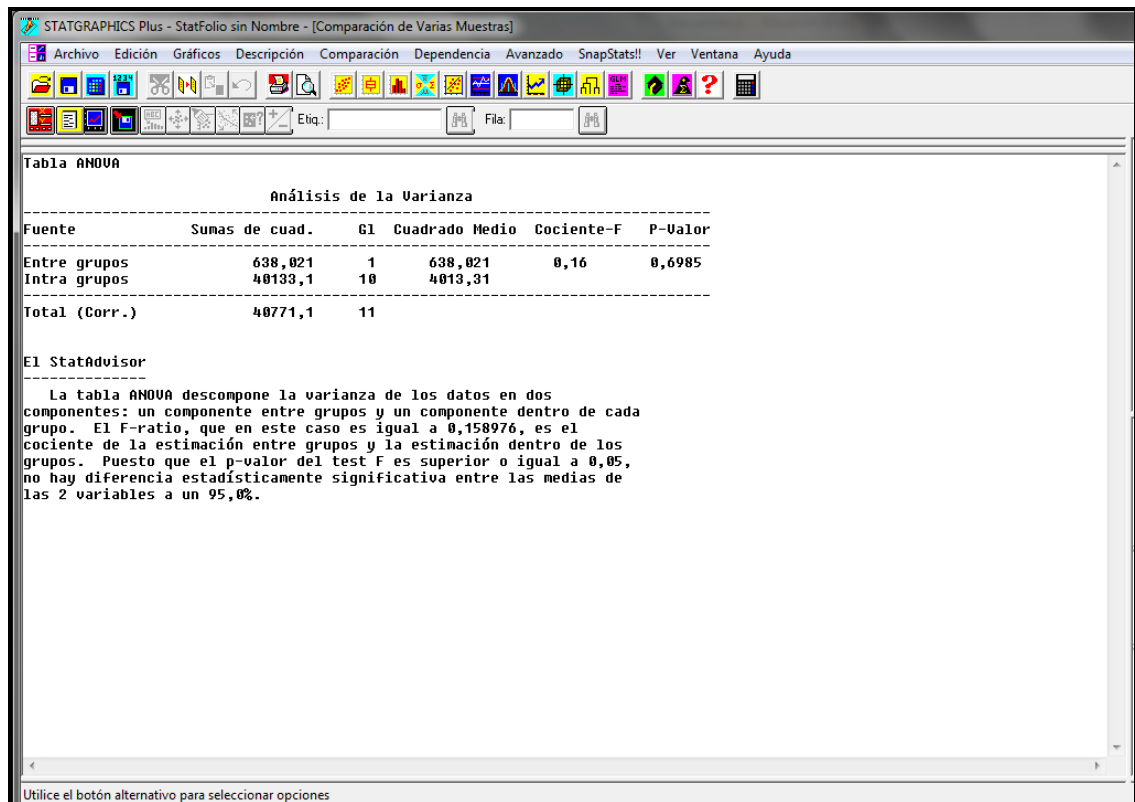 STATGRAPHICS Plus - StatFolio sin Nombre - [Comparación de Varias Muestras]
Archivo Edición Gráficos Descripción Comparación Dependencia Avanzado SnapStats!! Ver Ventana Ayuda
Etiq.: Fila:
Tabla ANOVA
Análisis de la Varianza
Fuente Sumas de cuad. Gl Cuadrado Medio Cociente-F P-Valor
Entre grupos 638,021 1 638,021 0,16 0,6985
Intra grupos 40133,1 10 4013,31
Total (Corr.) 40771,1 11
El StatAdvisor
--------------
La tabla ANOVA descompone la varianza de los datos en dos
componentes: un componente entre grupos y un componente dentro de cada
grupo. El F-ratio, que en este caso es igual a 0,158976, es el
cociente de la estimación entre grupos y la estimación dentro de los
grupos. Puesto que el p-valor del test F es superior o igual a 0,05,
no hay diferencia estadísticamente significativa entre las medias de
las 2 variables a un 95,0%.
Utilice el botón alternativo para seleccionar opciones